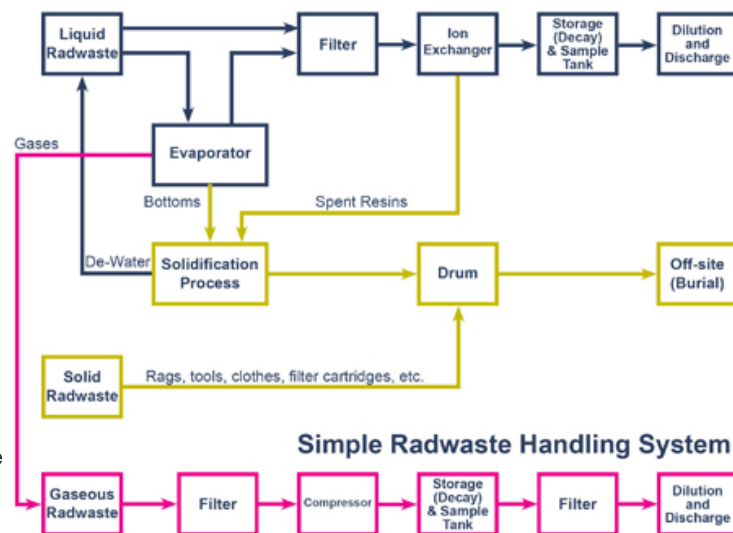 Liquid
Radwaste
Filter
Ion
Exchanger
Storage
(Decay)
& Sample
Tank
Dilution
and
Discharge
Gases
Evaporator
Bottoms
Spent Resins
De-Water
Solidification
Process
Drum
Off-site
(Burial)
Solid
Radwaste
Rags, tools, clothes, filter cartridges, etc.
e
Simple Radwaste Handling System
Gaseous
Radwaste
Filter
Compressor
Storage
(Decay)
& Sample
Tank
Filter
Dilution
and
Discharge